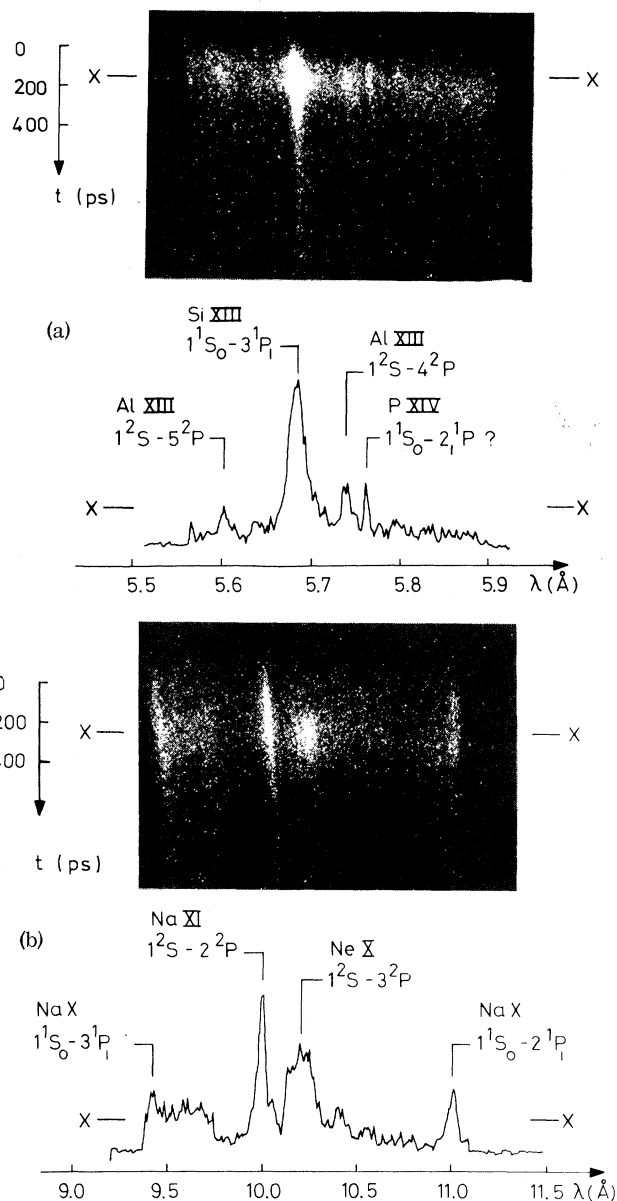 0
200
400
t (ps)
X
X
(a)
Si XIII
1¹S₀-3¹P₁
Al XIII
1²S-4²P
Al XIII
1²S-5²P
P XIV
1¹S₀-2₁¹P ?
X
X
5.5 5.6 5.7 5.8 5.9 λ(Å)
0
200
400
t (ps)
X
X
(b)
Na XI
1²S-2²P
Ne X
1²S-3²P
Na X
1¹S₀-3¹P₁
Na X
1¹S₀-2¹P₁
X
X
9.0 9.5 10.0 10.5 11.0 11.5 λ(Å)